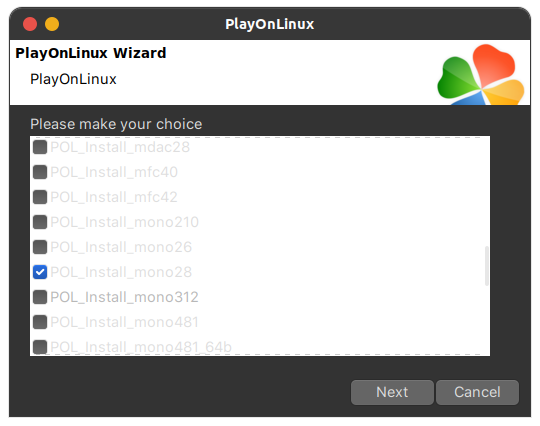 PlayOnLinux
PlayOnLinux Wizard
PlayOnLinux
Please make your choice
POL_Install_mdac28
POL_Install_mfc40
POL_Install_mfc42
POL_Install_mono210
POL_Install_mono26
POL_Install_mono28
POL_Install_mono312
POL_Install_mono481
POL_Install_mono481_64b
Next Cancel